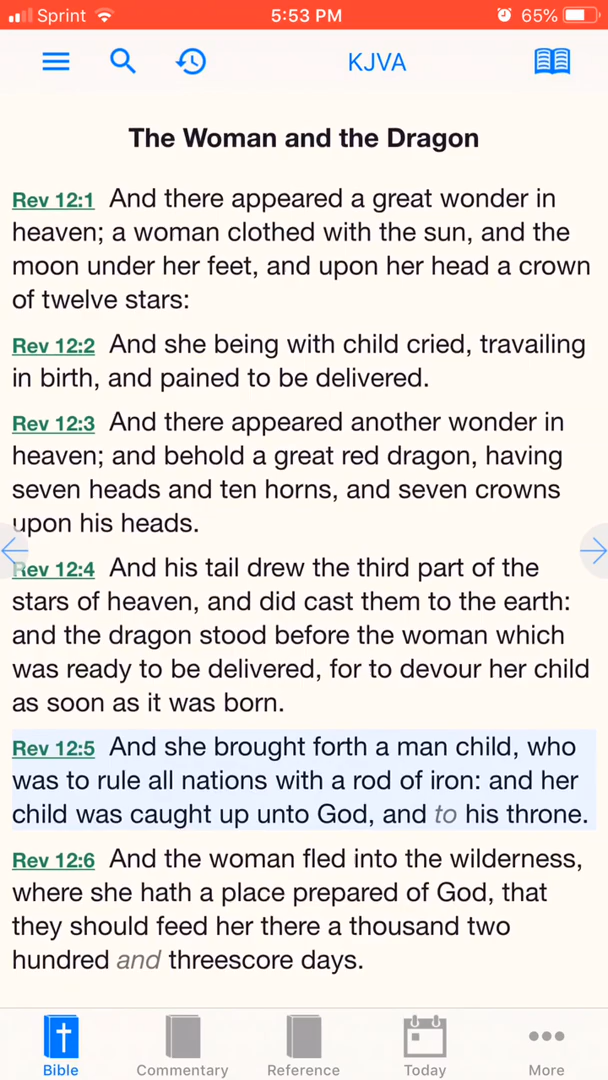 Sprint 5:53 PM 65%
KJVA
The Woman and the Dragon
Rev 12:1 And there appeared a great wonder in
heaven; a woman clothed with the sun, and the
moon under her feet, and upon her head a crown
of twelve stars:
Rev 12:2 And she being with child cried, travailing
in birth, and pained to be delivered.
Rev 12:3 And there appeared another wonder in
heaven; and behold a great red dragon, having
seven heads and ten horns, and seven crowns
upon his heads.
Rev 12:4 And his tail drew the third part of the
stars of heaven, and did cast them to the earth:
and the dragon stood before the woman which
was ready to be delivered, for to devour her child
as soon as it was born.
Rev 12:5 And she brought forth a man child, who
was to rule all nations with a rod of iron: and her
child was caught up unto God, and to his throne.
Rev 12:6 And the woman fled into the wilderness,
where she hath a place prepared of God, that
they should feed her there a thousand two
hundred and threescore days.
Bible Commentary Reference Today More